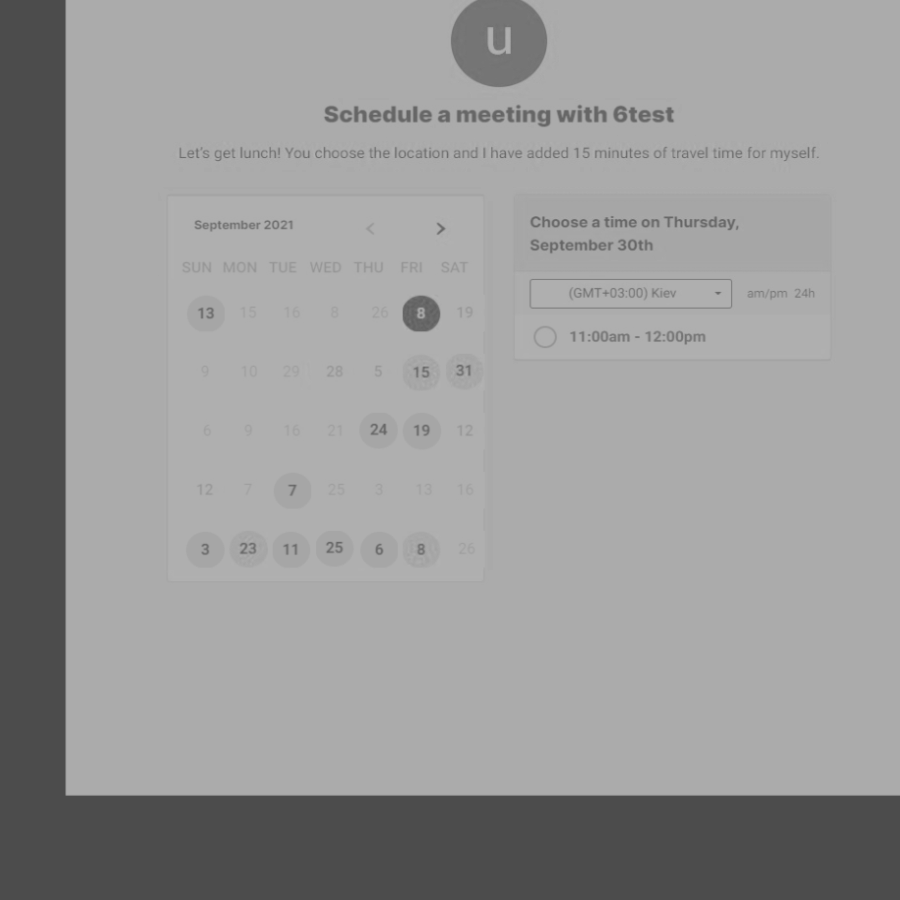 u
Schedule a meeting with 6test
Let's get lunch! You choose the location and I have added 15 minutes of travel time for myself.
September 2021
SUN MON TUE WED THU FRI SAT
13 15 16 8 26 8 19
9 10 29 28 5 15 31
6 9 16 21 24 19 12
12 7 7 25 3 13 16
3 23 11 25 6 8 26
Choose a time on Thursday,
September 30th
(GMT+03:00) Kiev am/pm 24h
11:00am - 12:00pm